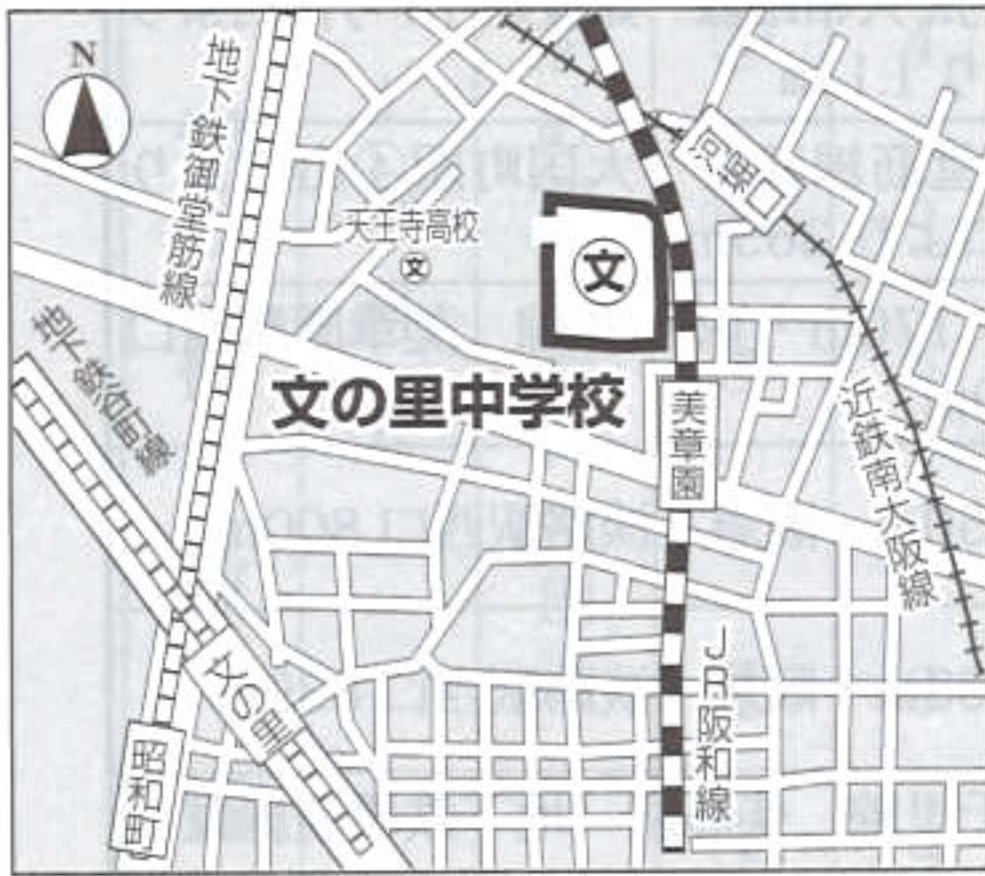 N
地下鉄御堂筋線
河堀口
天王寺高校
文
文
地下鉄谷町線
文の里中学校
美章園
近鉄南大阪線
文の里
JR阪和線
昭和町